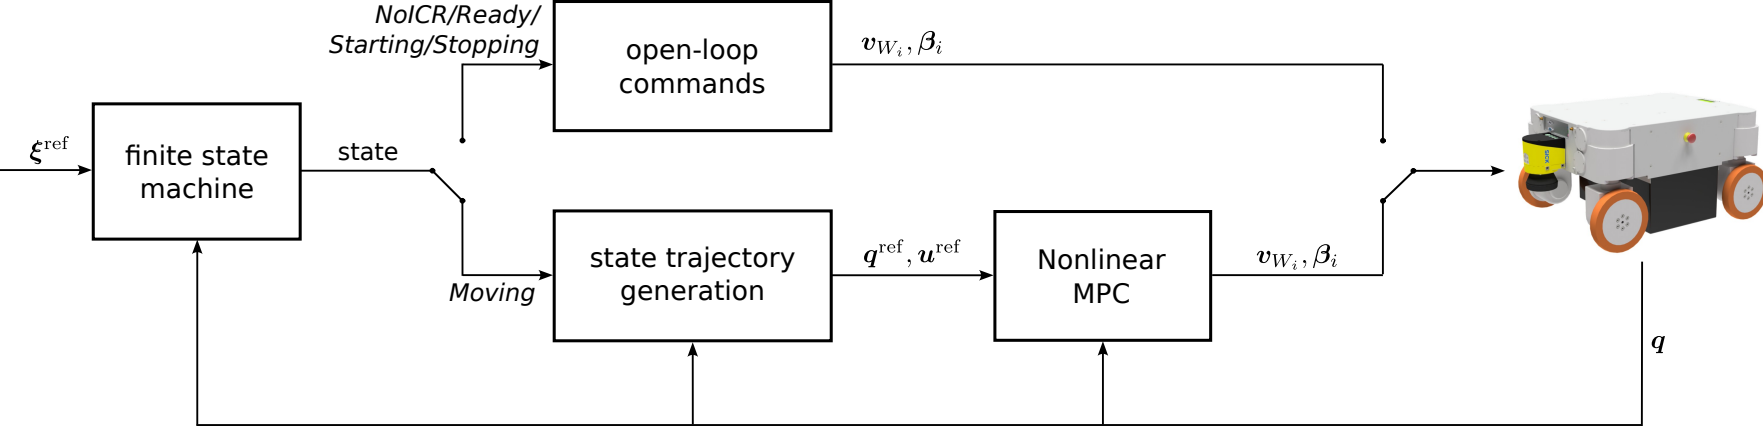 NoICR/Ready/
Starting/Stopping
open-loop
commands
v_{W_i}, β_i
ξ^{ref}
finite state
machine
state
Moving
state trajectory
generation
q^{ref}, u^{ref}
Nonlinear
MPC
v_{W_i}, β_i
SICK
q